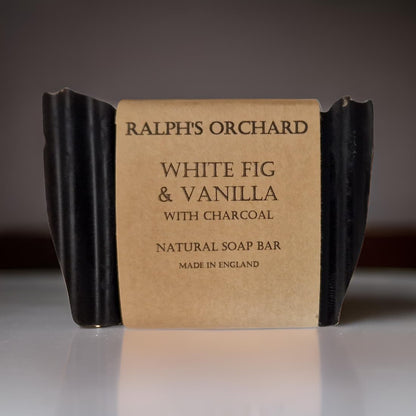 RALPH'S ORCHARD
WHITE FIG
& VANILLA
WITH CHARCOAL
NATURAL SOAP BAR
MADE IN ENGLAND